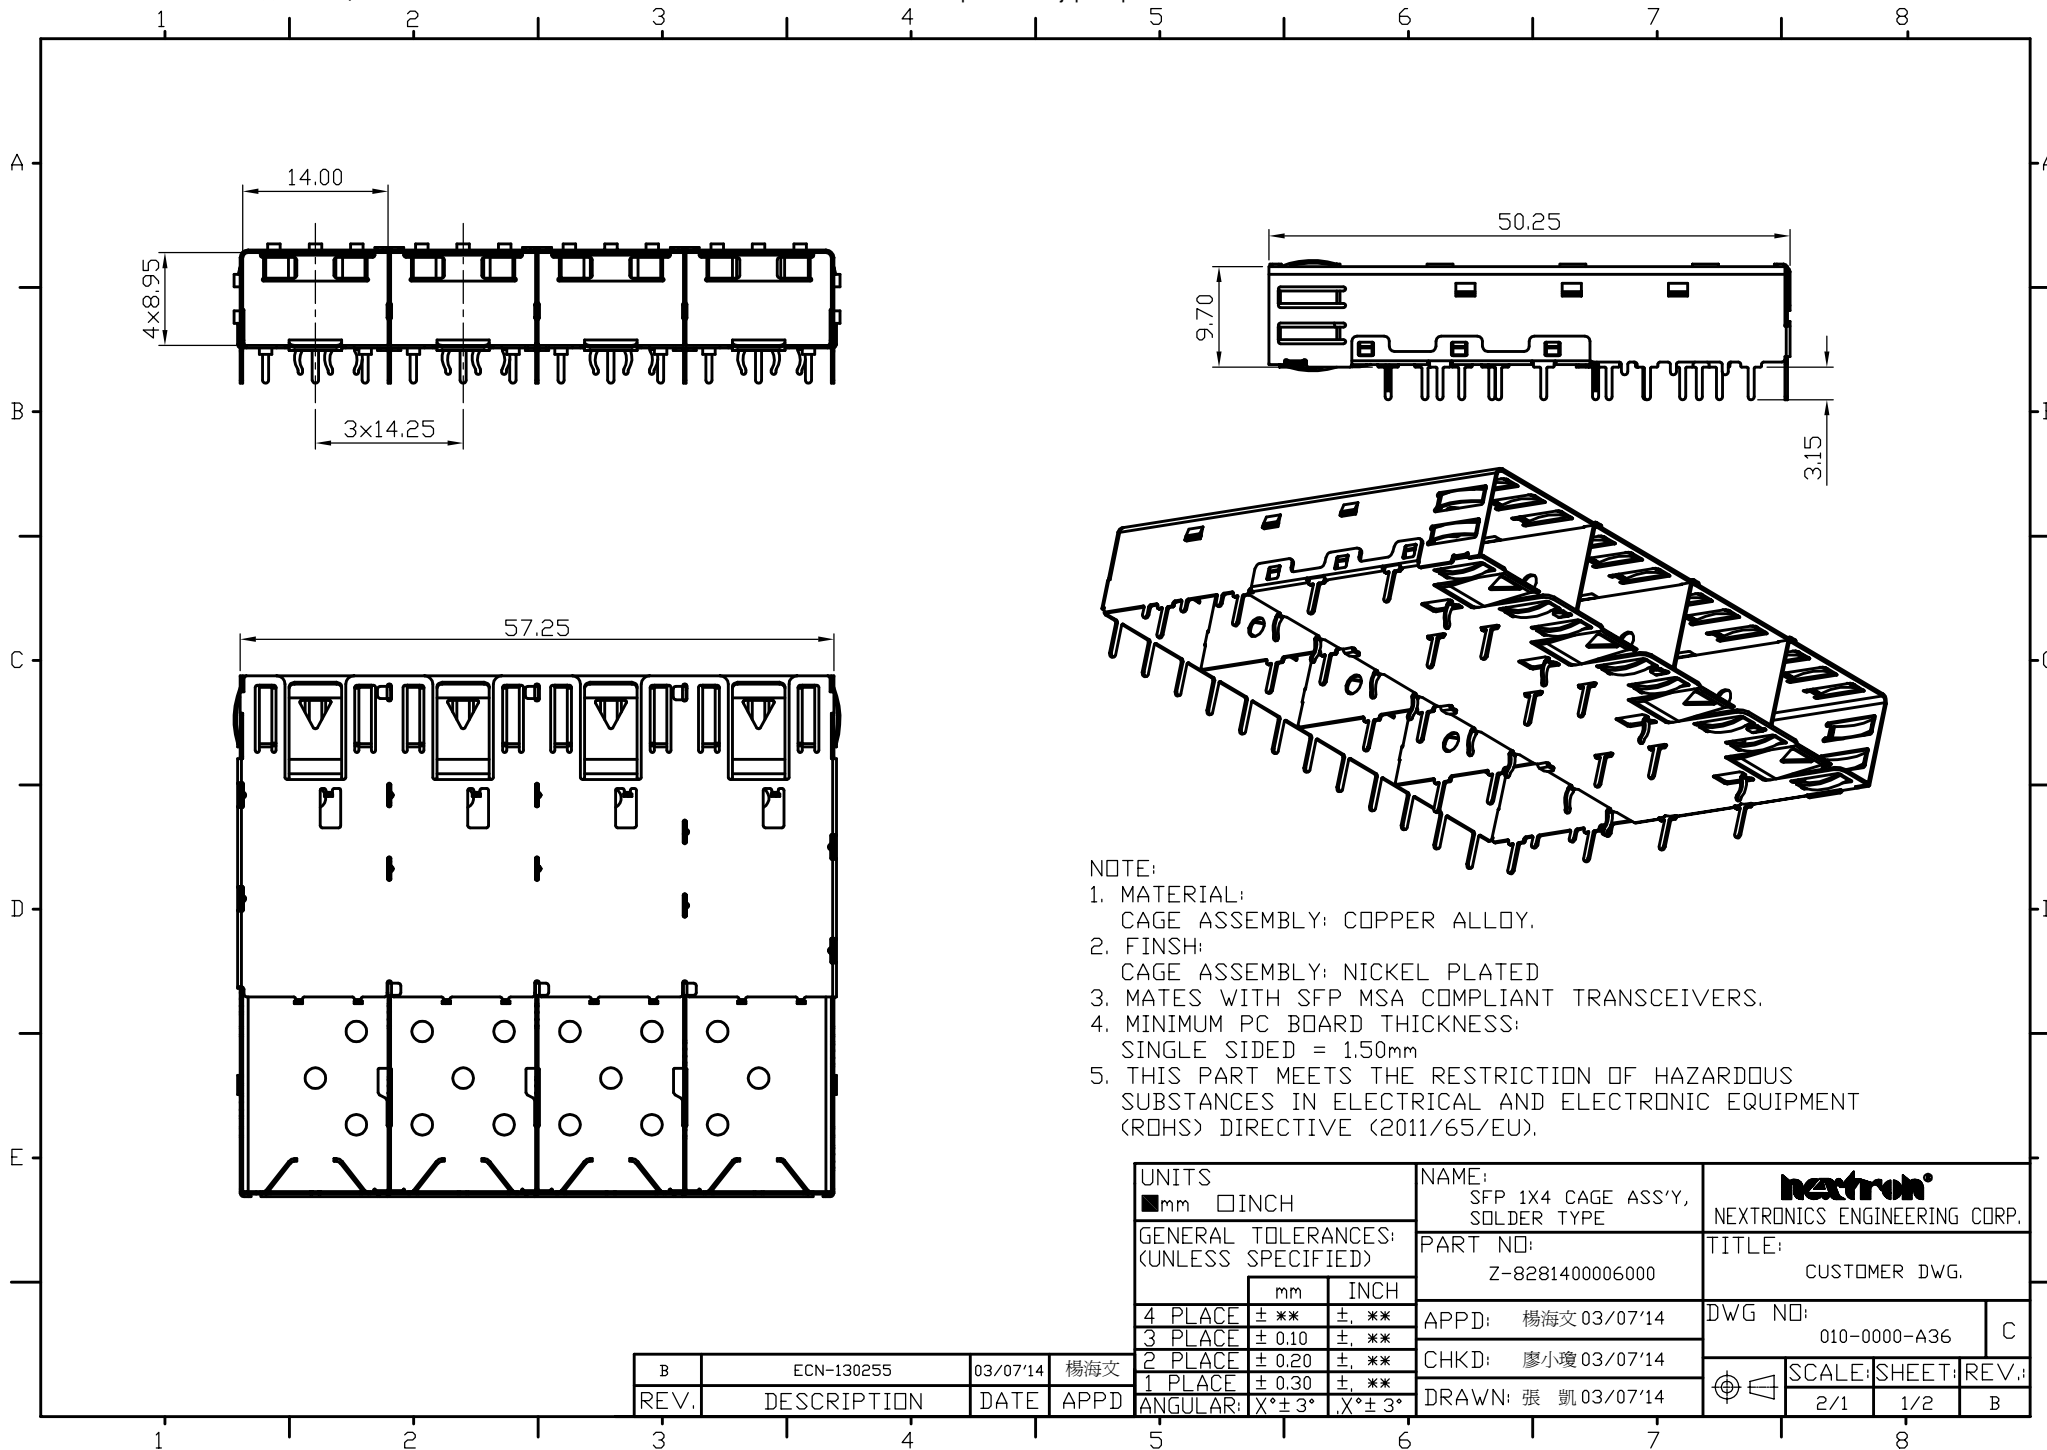 1 2 3 5 6 7 8
A
B
C
D
E
14.00
4x8.95
3x14.25
50.25
9.70
3.15
57.25
NOTE:
1. MATERIAL:
CAGE ASSEMBLY: COPPER ALLOY.
2. FINSH:
CAGE ASSEMBLY: NICKEL PLATED
3. MATES WITH SFP MSA COMPLIANT TRANSCEIVERS.
4. MINIMUM PC BOARD THICKNESS:
SINGLE SIDED = 1.50mm
5. THIS PART MEETS THE RESTRICTION OF HAZARDOUS
SUBSTANCES IN ELECTRICAL AND ELECTRONIC EQUIPMENT
(ROHS) DIRECTIVE (2011/65/EU).
UNITS
mm INCH
GENERAL TOLERANCES:
(UNLESS SPECIFIED)
mm INCH
4 PLACE ± ** ±. **
3 PLACE ± 0.10 ±. **
2 PLACE ± 0.20 ±. **
1 PLACE ± 0.30 ±. **
ANGULAR: X°± 3° .X°± 3°
NAME:
SFP 1X4 CAGE ASS'Y,
SOLDER TYPE
PART NO:
Z-8281400006000
APPD: 楊海文 03/07'14
CHKD: 廖小瓊 03/07'14
DRAWN: 張 凱 03/07'14
nextron®
NEXTRONICS ENGINEERING CORP.
TITLE:
CUSTOMER DWG.
DWG NO:
010-0000-A36 C
SCALE: SHEET: REV.:
2/1 1/2 B
B ECN-130255 03/07'14 楊海文
REV. DESCRIPTION DATE APPD
1 2 3 4 5 6 7 8